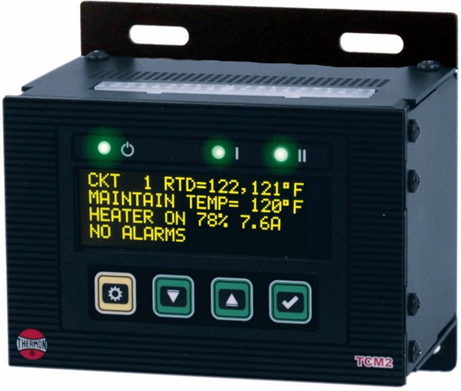 I II
CKT 1 RTD=122,121°F
MAINTAIN TEMP= 120°F
HEATER ON 78% 7.6A
NO ALARMS
THERMON
TCM2